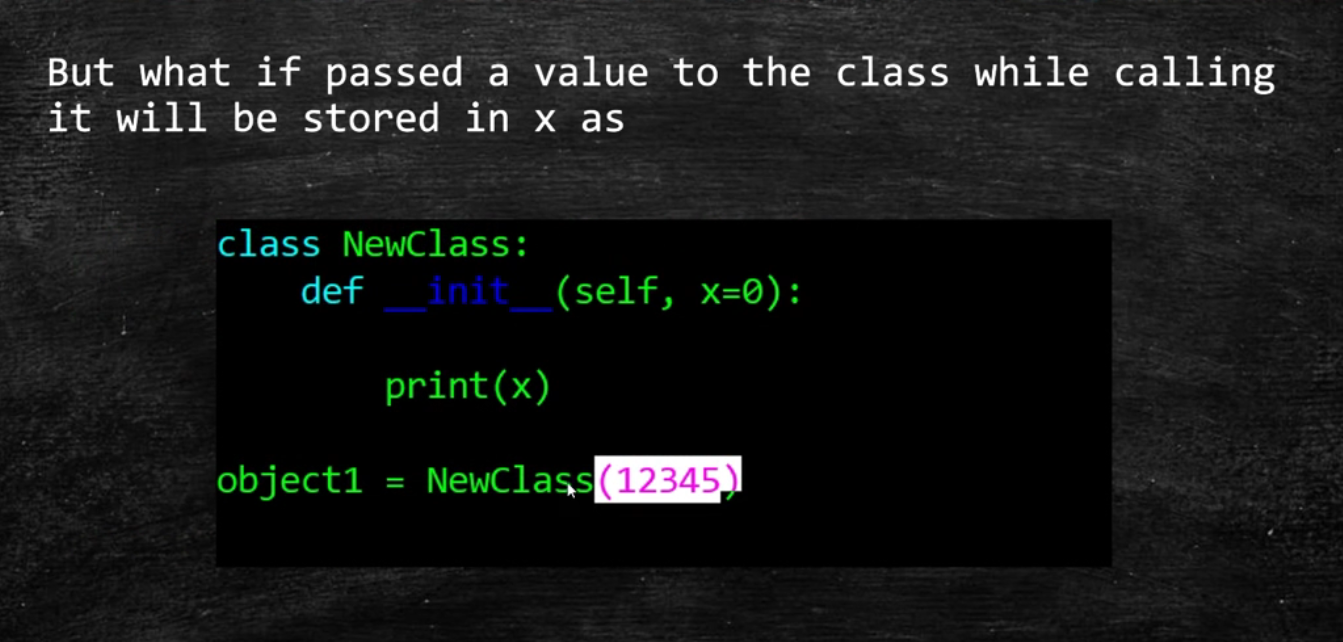 But what if passed a value to the class while calling
it will be stored in x as
class NewClass:
    def __init__(self, x=0):
        print(x)
object1 = NewClass(12345)